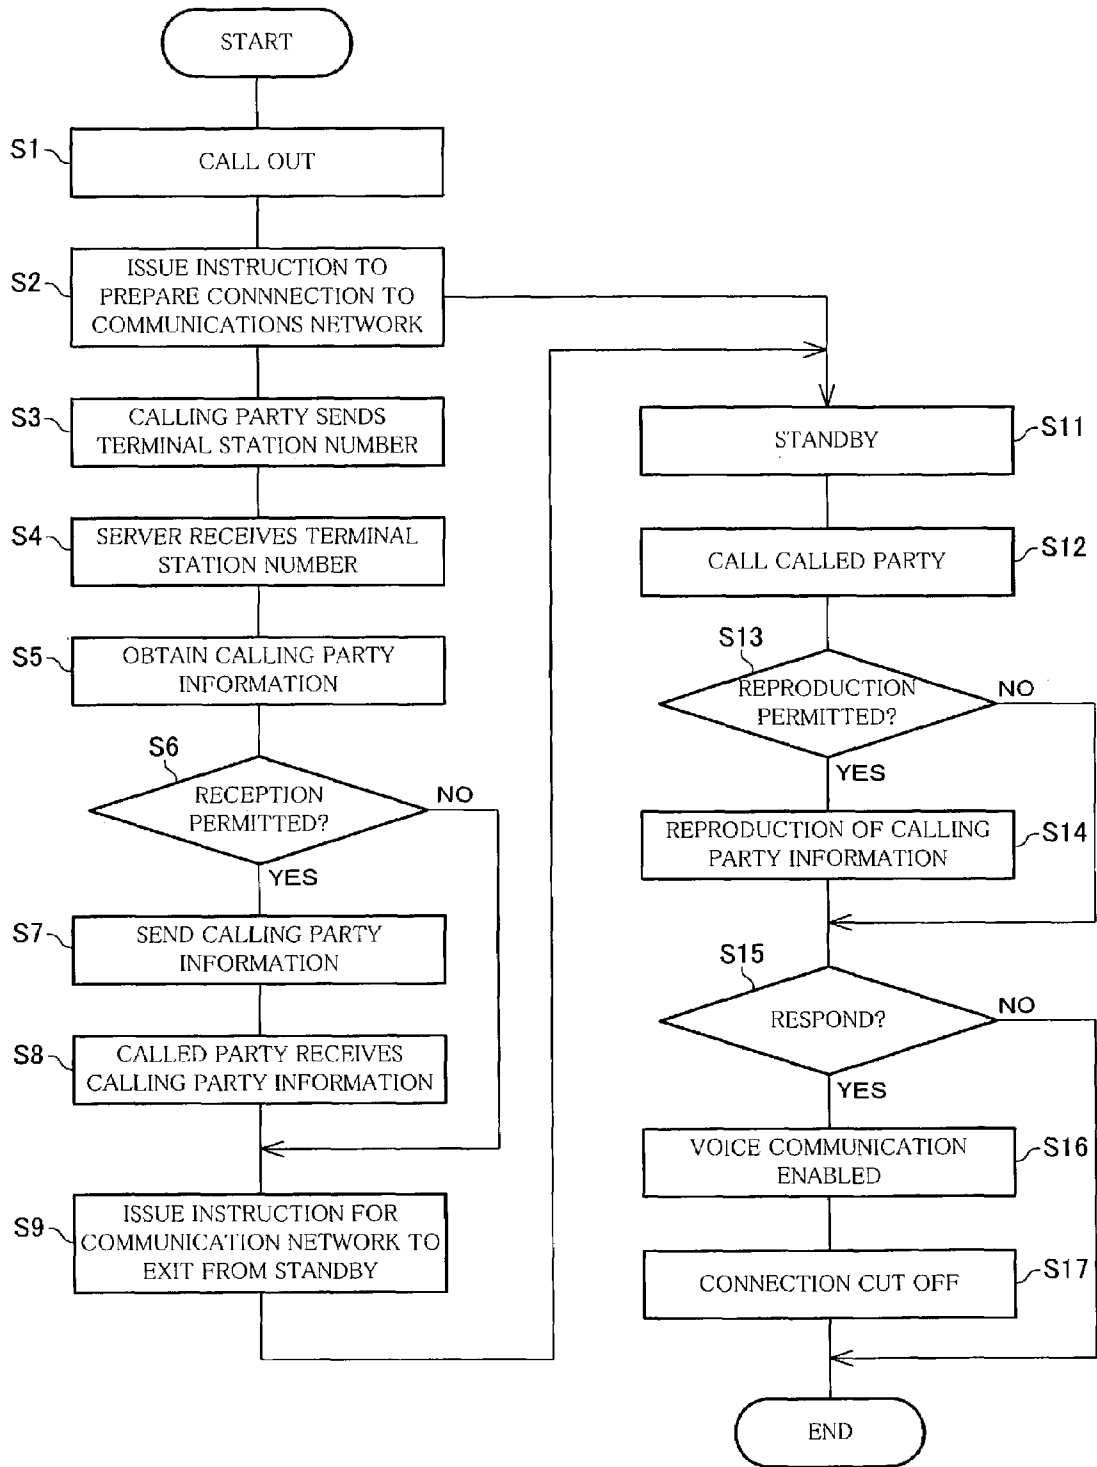 START
S1
CALL OUT
S2
ISSUE INSTRUCTION TO
PREPARE CONNNECTION TO
COMMUNICATIONS NETWORK
S3
CALLING PARTY SENDS
TERMINAL STATION NUMBER
S4
SERVER RECEIVES TERMINAL
STATION NUMBER
S5
OBTAIN CALLING PARTY
INFORMATION
S6
RECEPTION
PERMITTED?
NO
YES
S7
SEND CALLING PARTY
INFORMATION
S8
CALLED PARTY RECEIVES
CALLING PARTY INFORMATION
S9
ISSUE INSTRUCTION FOR
COMMUNICATION NETWORK TO
EXIT FROM STANDBY
STANDBY
S11
CALL CALLED PARTY
S12
S13
REPRODUCTION
PERMITTED?
NO
YES
REPRODUCTION OF CALLING
PARTY INFORMATION
S14
S15
RESPOND?
NO
YES
VOICE COMMUNICATION
ENABLED
S16
CONNECTION CUT OFF
S17
END